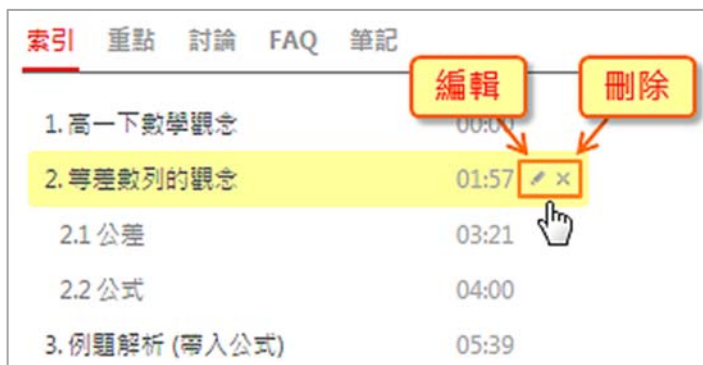 索引 重點 討論 FAQ 筆記
編輯 刪除
1. 高一下數學觀念 00:00
2. 等差數列的觀念 01:57
2.1 公差 03:21
2.2 公式 04:00
3. 例題解析 (帶入公式) 05:39